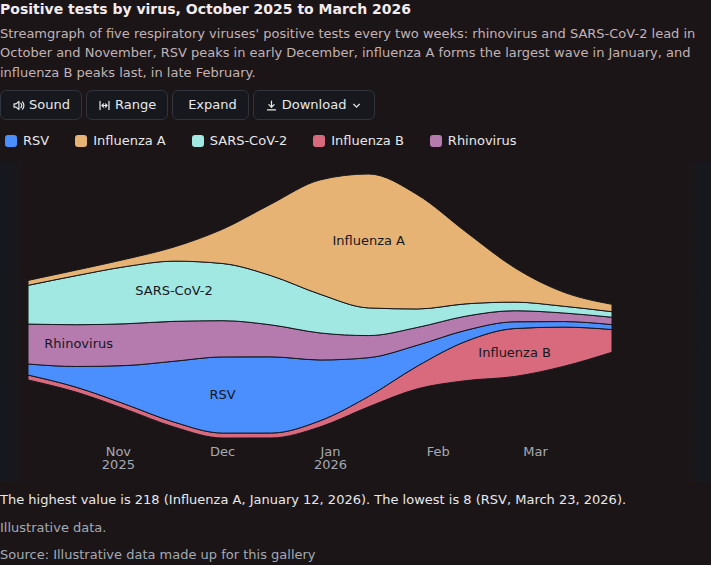 Positive tests by virus, October 2025 to March 2026
Streamgraph of five respiratory viruses' positive tests every two weeks: rhinovirus and SARS-CoV-2 lead in
October and November, RSV peaks in early December, influenza A forms the largest wave in January, and
influenza B peaks last, in late February.
Sound Range Expand Download
RSV Influenza A SARS-CoV-2 Influenza B Rhinovirus
Influenza A
SARS-CoV-2
Rhinovirus
Influenza B
RSV
Nov Dec Jan Feb Mar
2025 2026
The highest value is 218 (Influenza A, January 12, 2026). The lowest is 8 (RSV, March 23, 2026).
Illustrative data.
Source: Illustrative data made up for this gallery